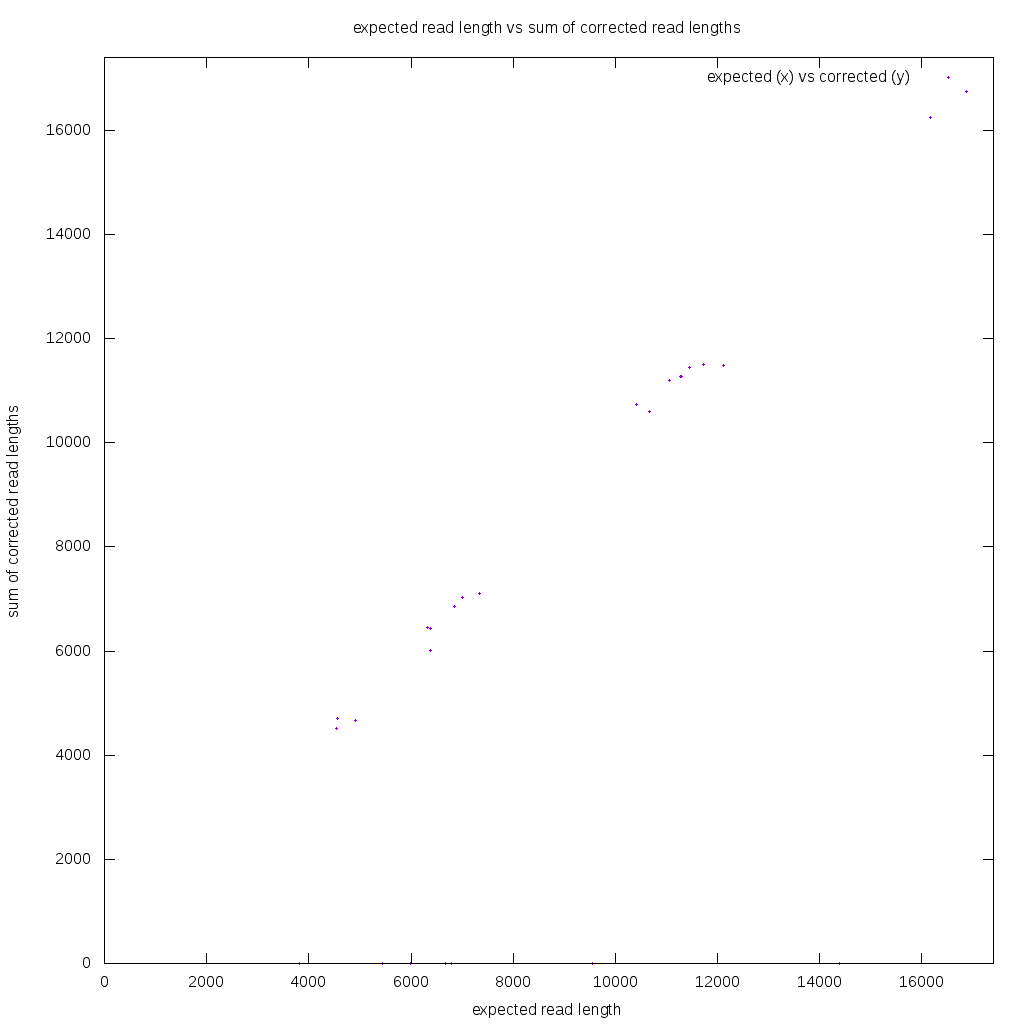 expected read length vs sum of corrected read lengths
expected (x) vs corrected (y)
16000
14000
12000
10000
8000
6000
4000
2000
0
sum of corrected read lengths
0 2000 4000 6000 8000 10000 12000 14000 16000
expected read length